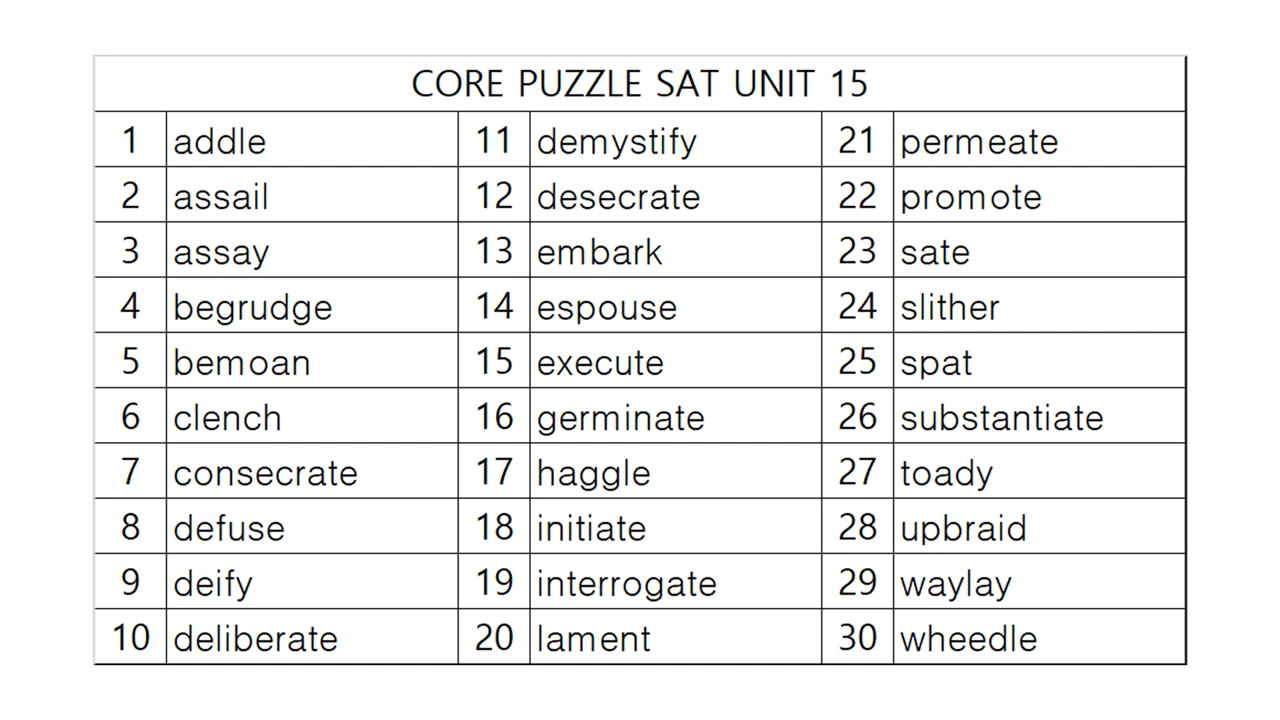 CORE PUZZLE SAT UNIT 15
1 addle 11 demystify 21 permeate
2 assail 12 desecrate 22 promote
3 assay 13 embark 23 sate
4 begrudge 14 espouse 24 slither
5 bemoan 15 execute 25 spat
6 clench 16 germinate 26 substantiate
7 consecrate 17 haggle 27 toady
8 defuse 18 initiate 28 upbraid
9 deify 19 interrogate 29 waylay
10 deliberate 20 lament 30 wheedle